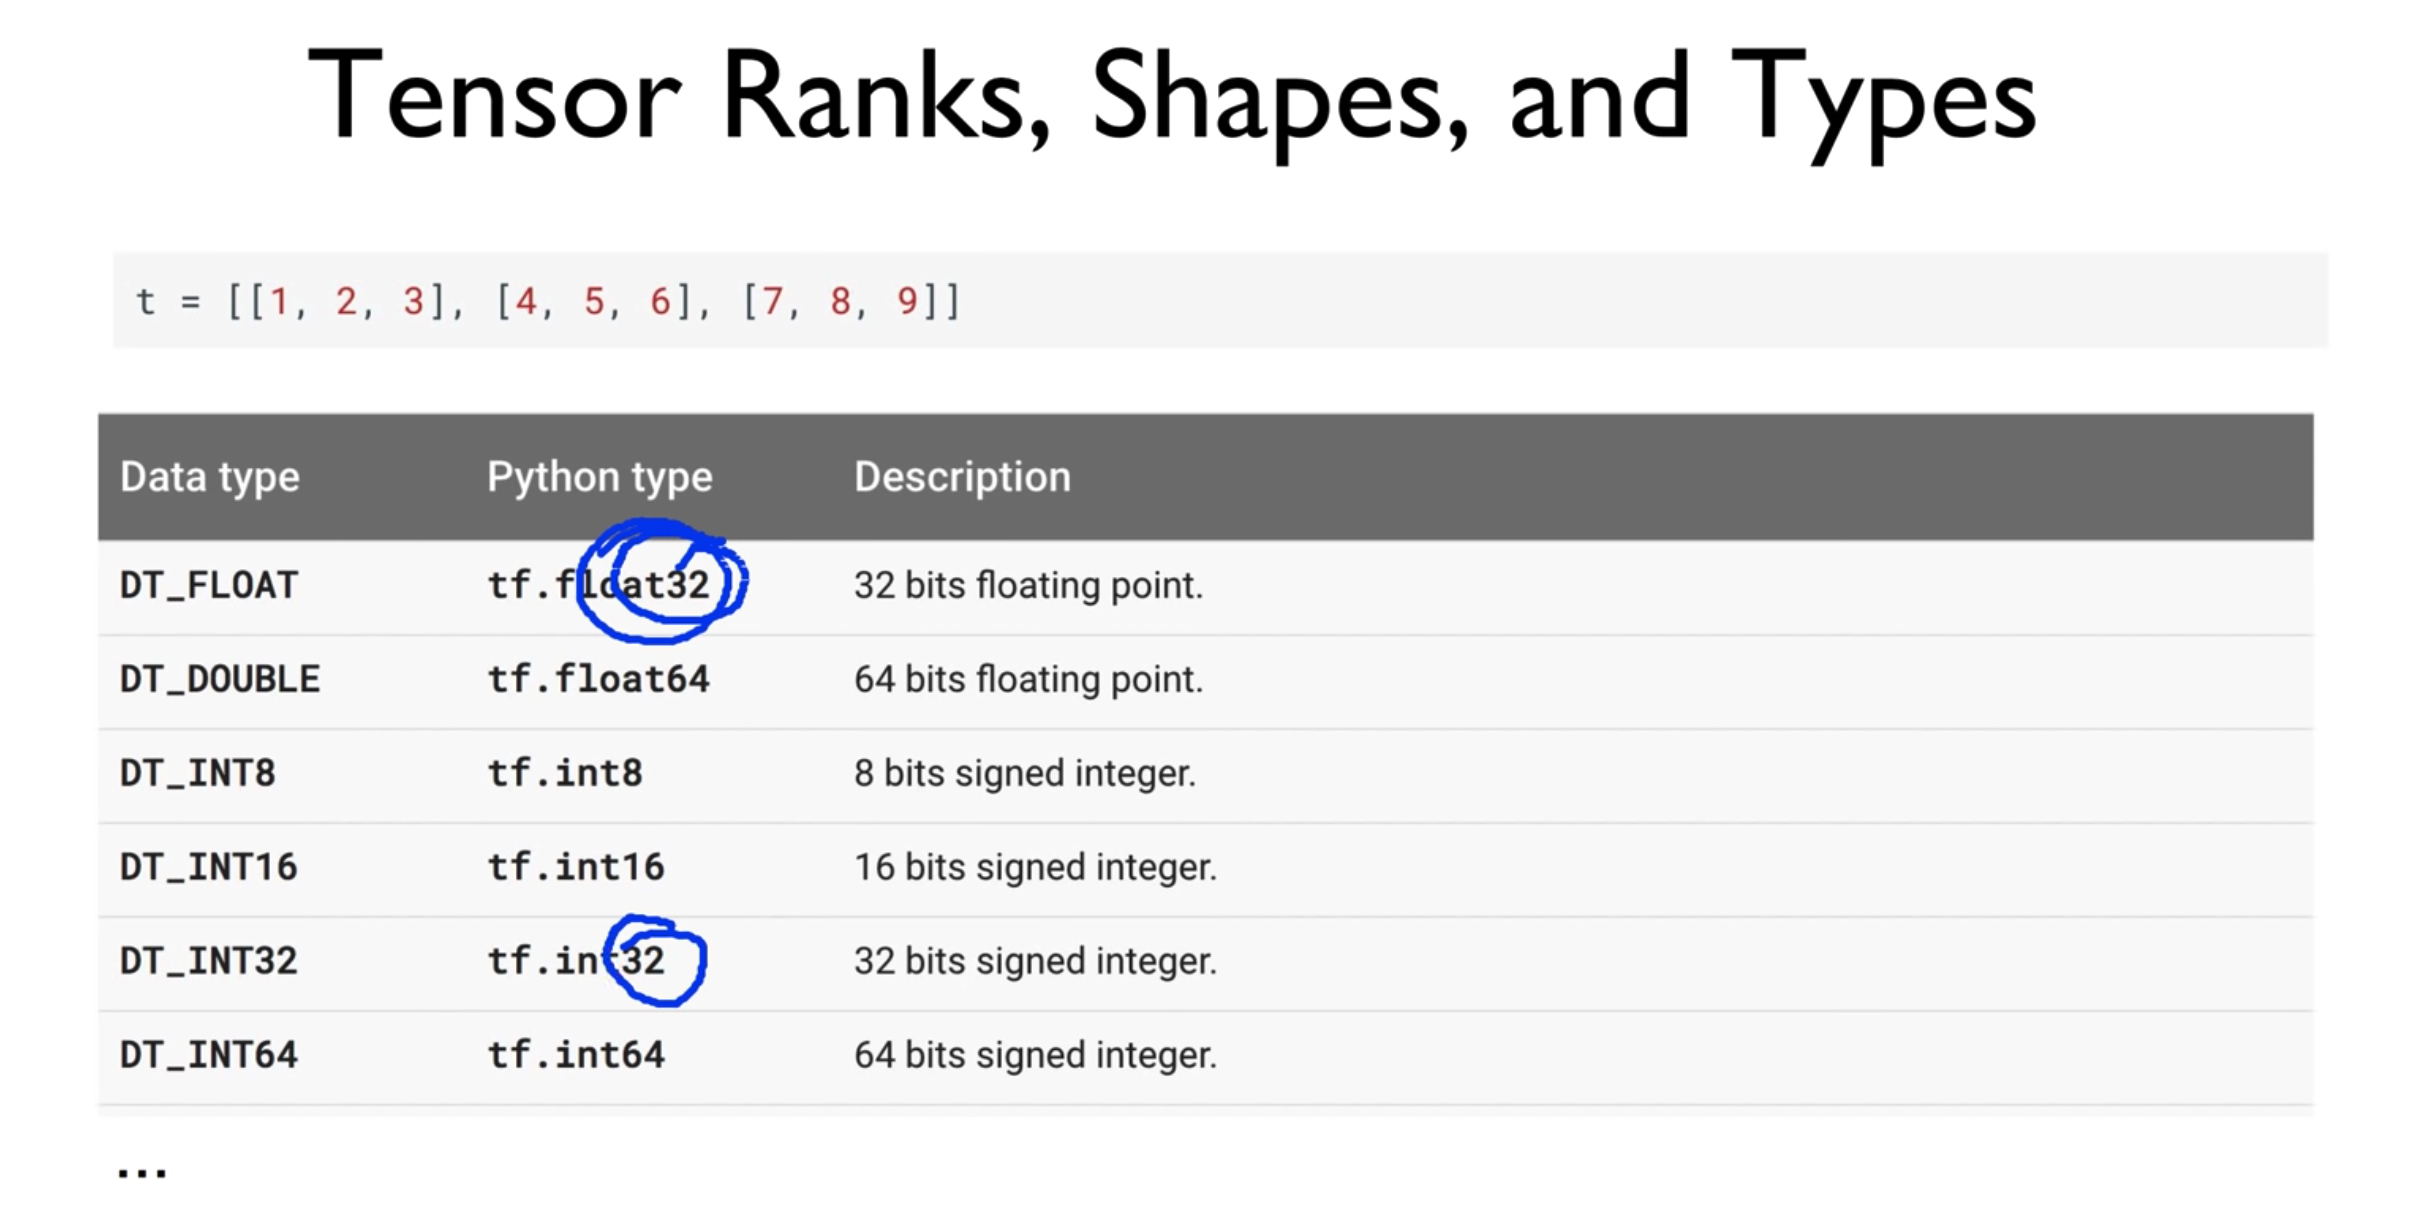 Tensor Ranks, Shapes, and Types
t = [[1, 2, 3], [4, 5, 6], [7, 8, 9]]
Data type Python type Description
DT_FLOAT tf.float32 32 bits floating point.
DT_DOUBLE tf.float64 64 bits floating point.
DT_INT8 tf.int8 8 bits signed integer.
DT_INT16 tf.int16 16 bits signed integer.
DT_INT32 tf.int32 32 bits signed integer.
DT_INT64 tf.int64 64 bits signed integer.
...